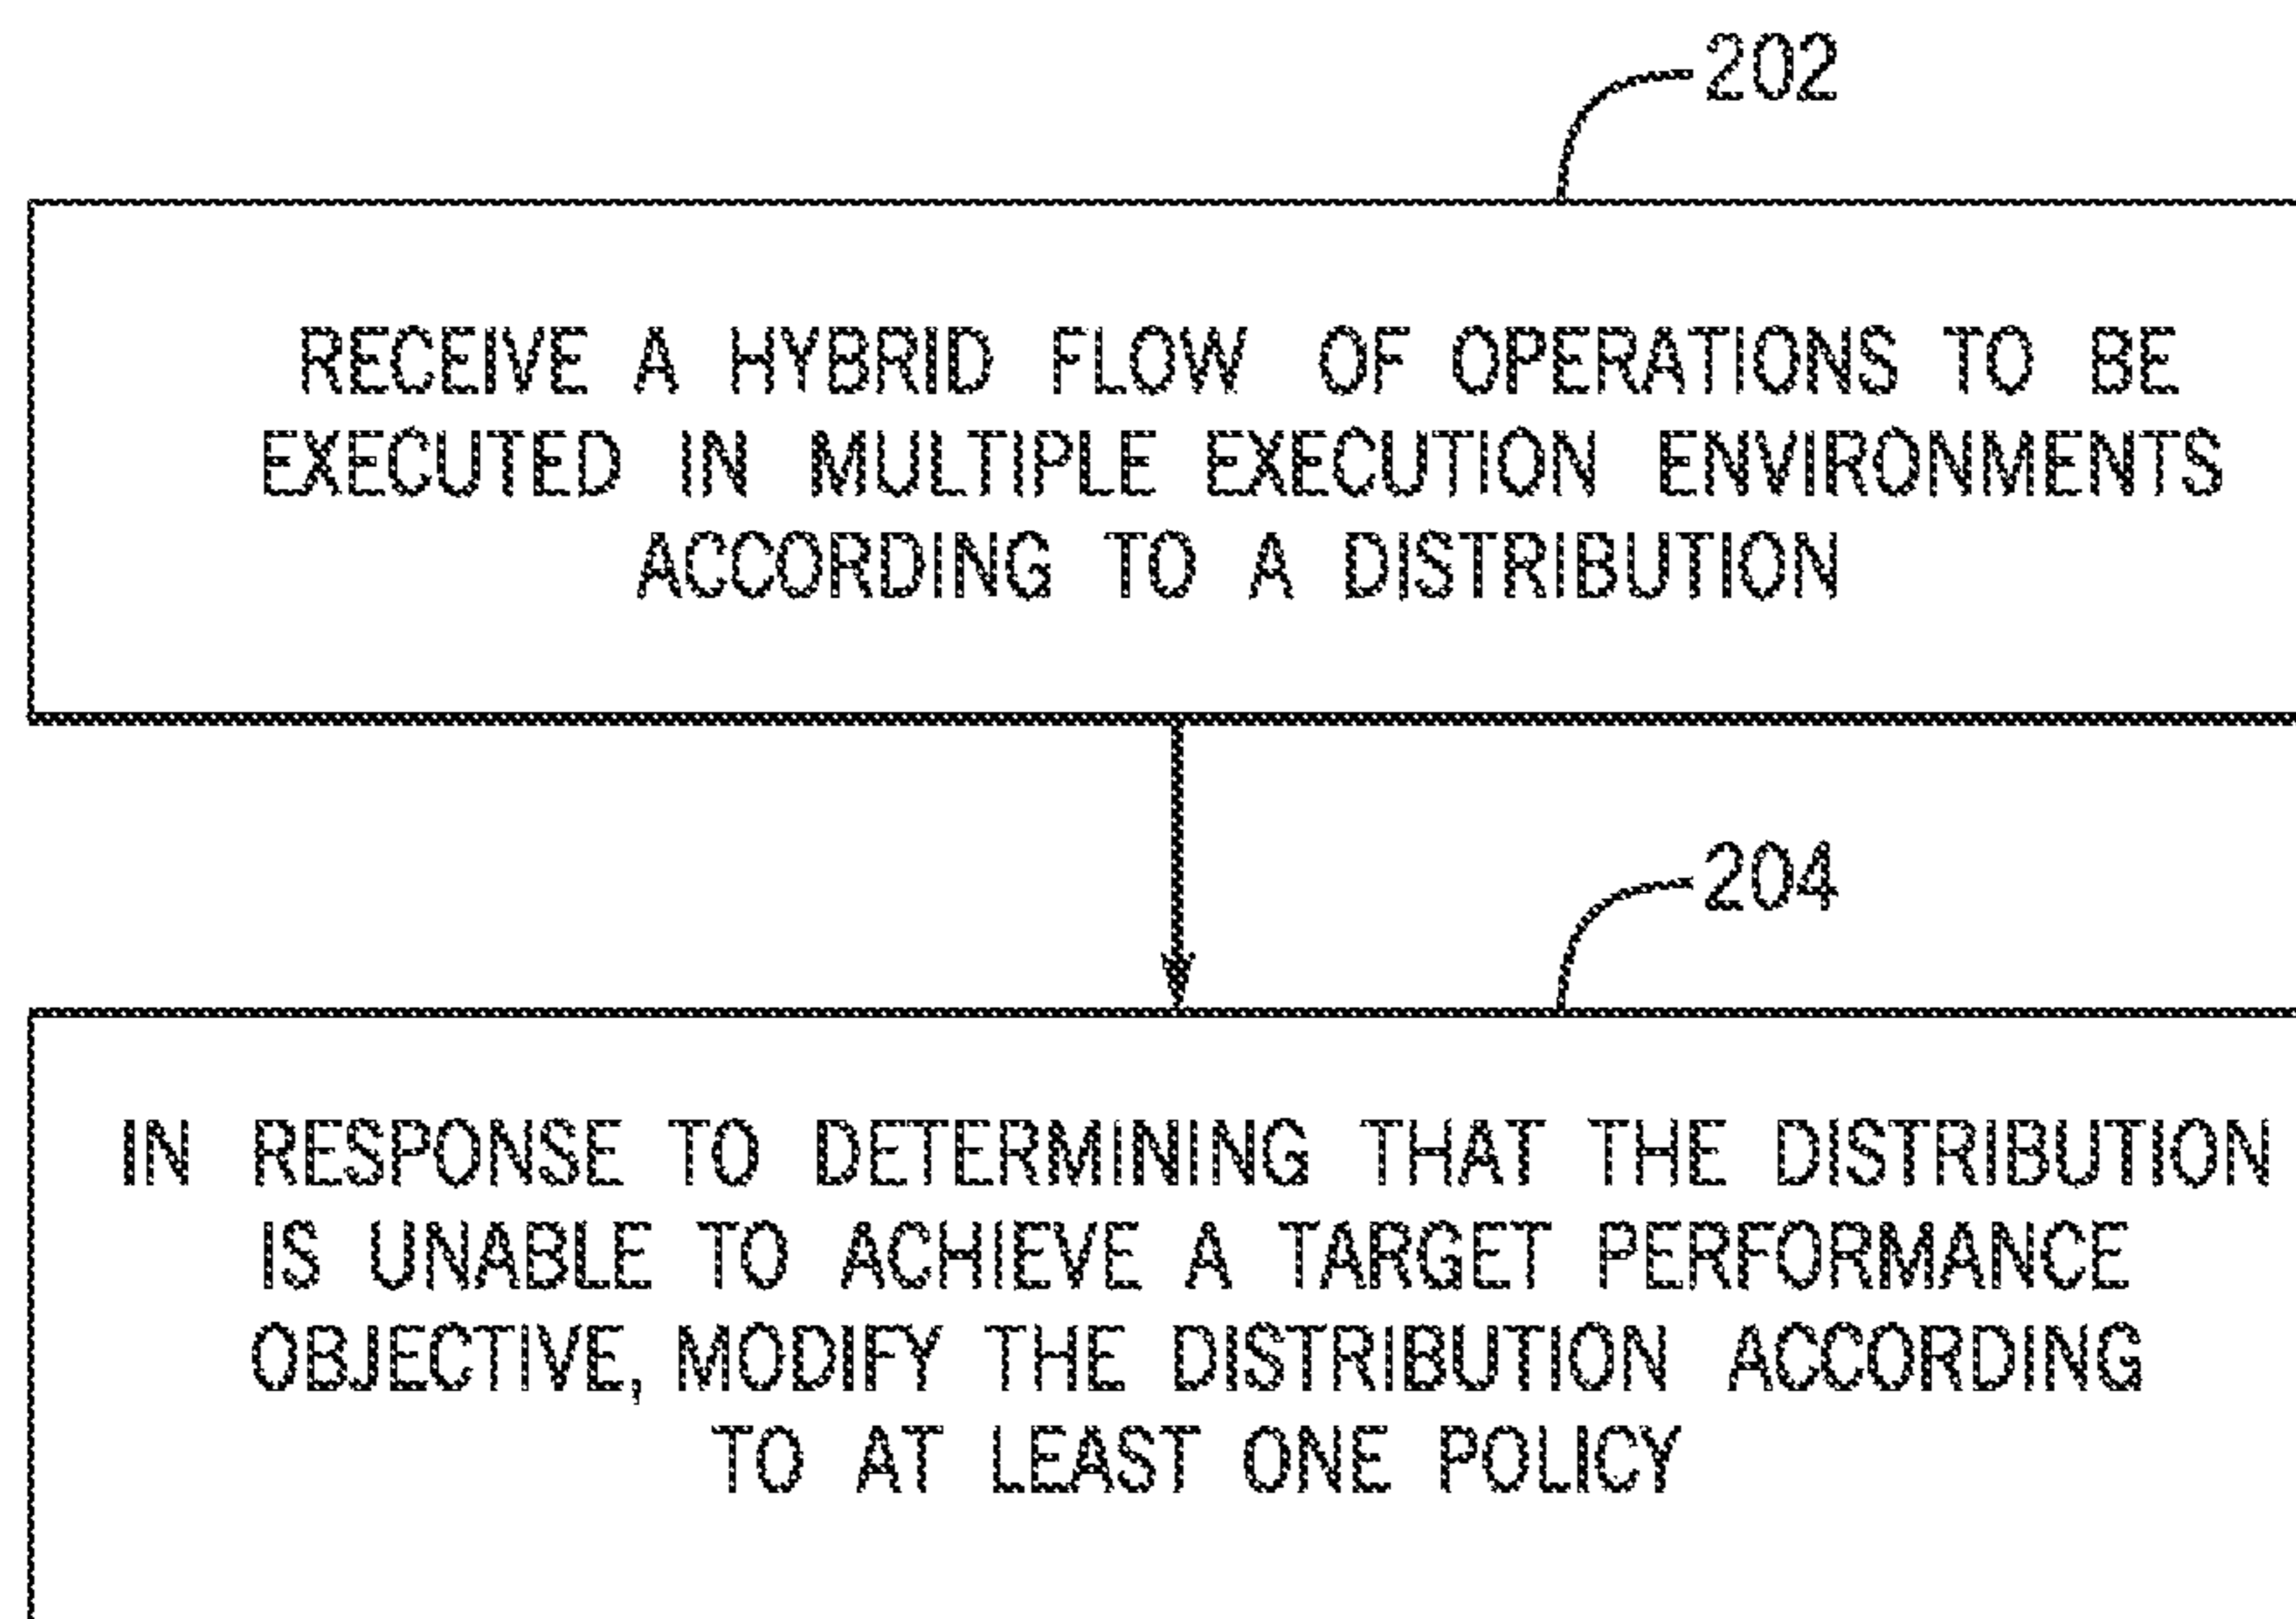 202
RECEIVE A HYBRID FLOW OF OPERATIONS TO BE
EXECUTED IN MULTIPLE EXECUTION ENVIRONMENTS
ACCORDING TO A DISTRIBUTION
204
IN RESPONSE TO DETERMINING THAT THE DISTRIBUTION
IS UNABLE TO ACHIEVE A TARGET PERFORMANCE
OBJECTIVE, MODIFY THE DISTRIBUTION ACCORDING
TO AT LEAST ONE POLICY